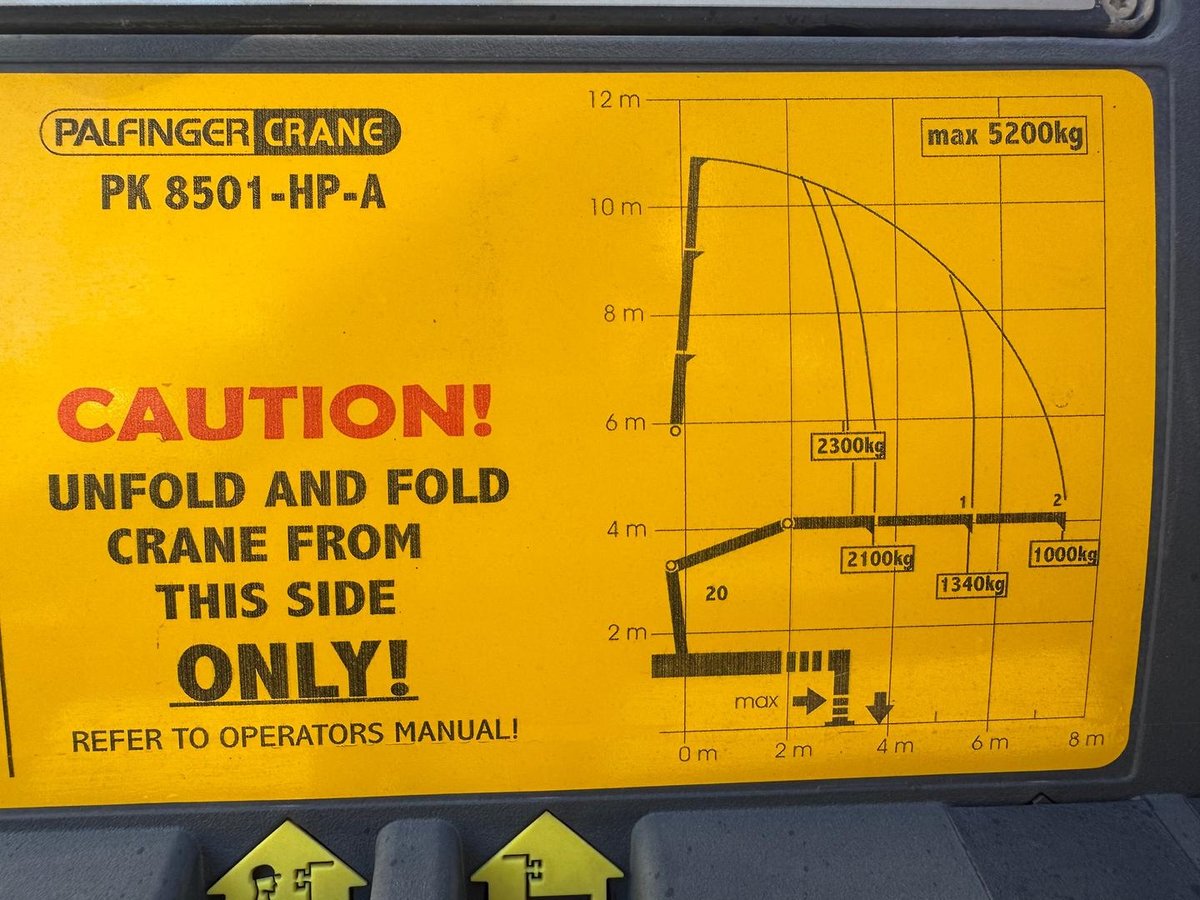 PALFINGER CRANE
PK 8501-HP-A
CAUTION!
UNFOLD AND FOLD
CRANE FROM
THIS SIDE
ONLY!
REFER TO OPERATORS MANUAL!
12 m
max 5200kg
10 m
8 m
6 m
2300kg
1
2
4 m
2100kg
1340kg
1000kg
20
2 m
max
0 m
2 m
4 m
6 m
8 m